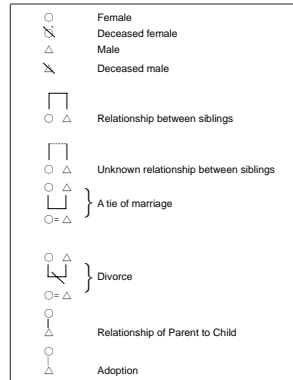 Female
Deceased female
Male
Deceased male
Relationship between siblings
Unknown relationship between siblings
A tie of marriage
Divorce
Relationship of Parent to Child
Adoption